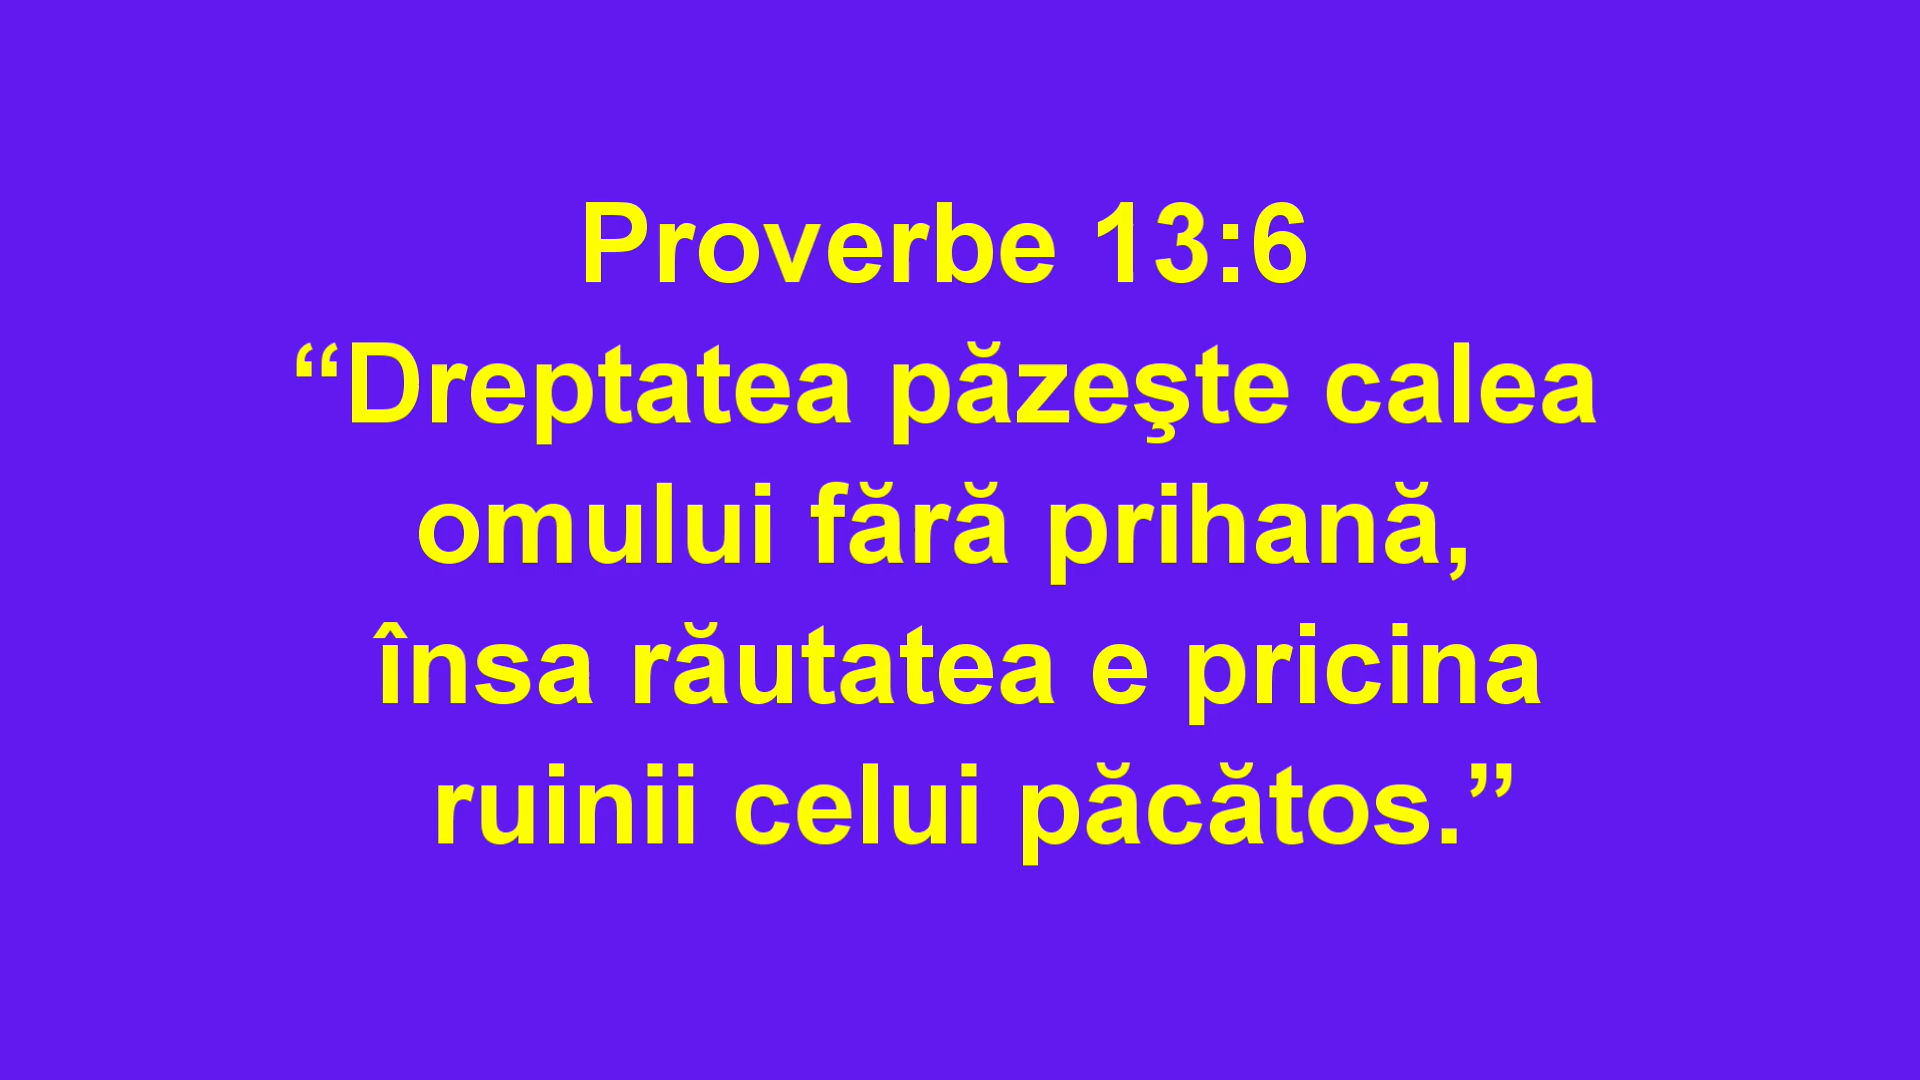 Proverbe 13:6
“Dreptatea păzeşte calea
omului fără prihană,
însa răutatea e pricina
ruinii celui păcătos.”